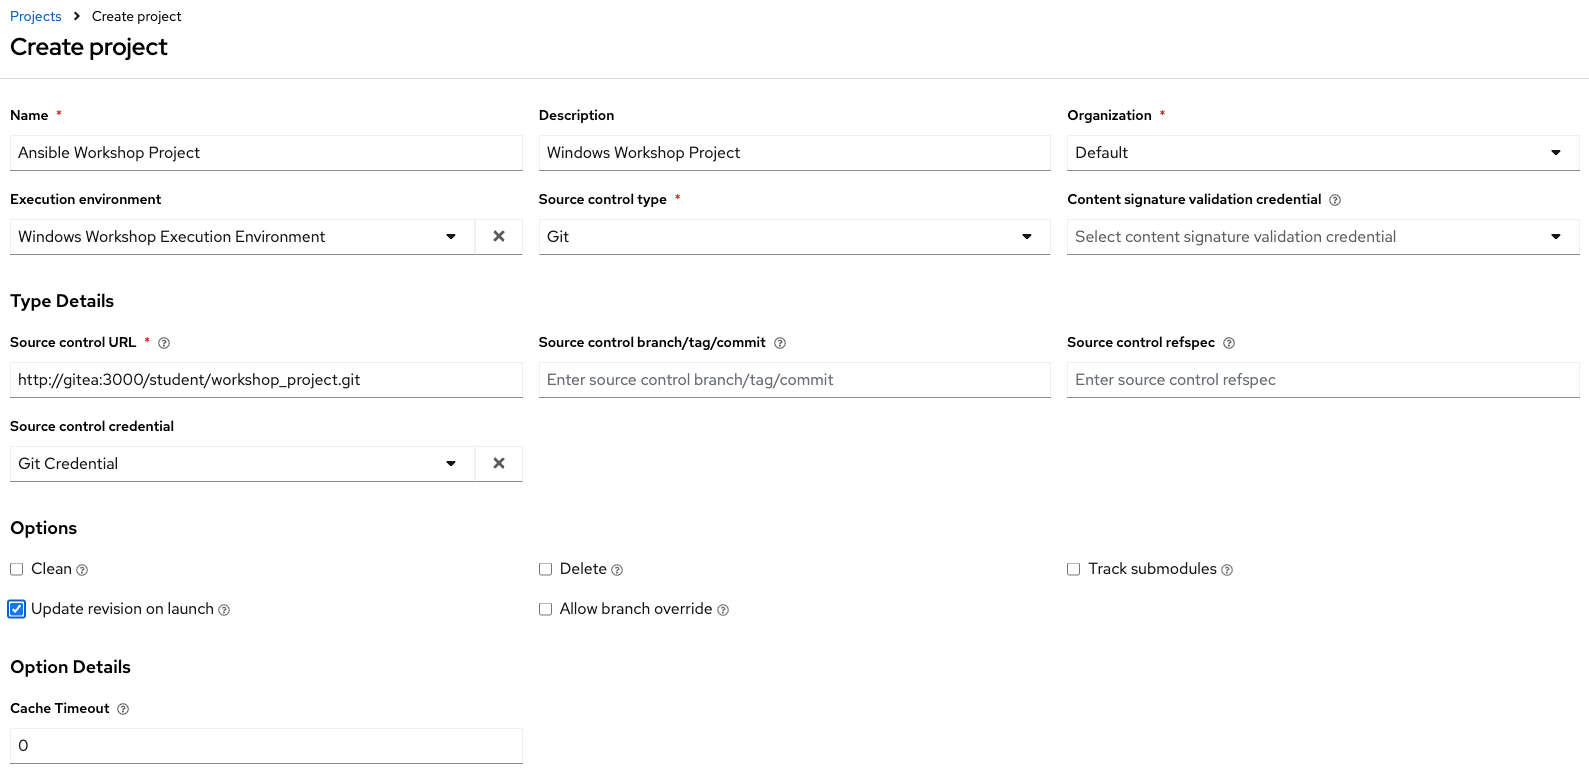 Projects > Create project
Create project
Name * Description Organization *
Ansible Workshop Project Windows Workshop Project Default
Execution environment Source control type * Content signature validation credential
Windows Workshop Execution Environment Git Select content signature validation credential
Type Details
Source control URL * Source control branch/tag/commit Source control refspec
http://gitea:3000/student/workshop_project.git Enter source control branch/tag/commit Enter source control refspec
Source control credential
Git Credential
Options
Clean Delete Track submodules
Update revision on launch Allow branch override
Option Details
Cache Timeout
0